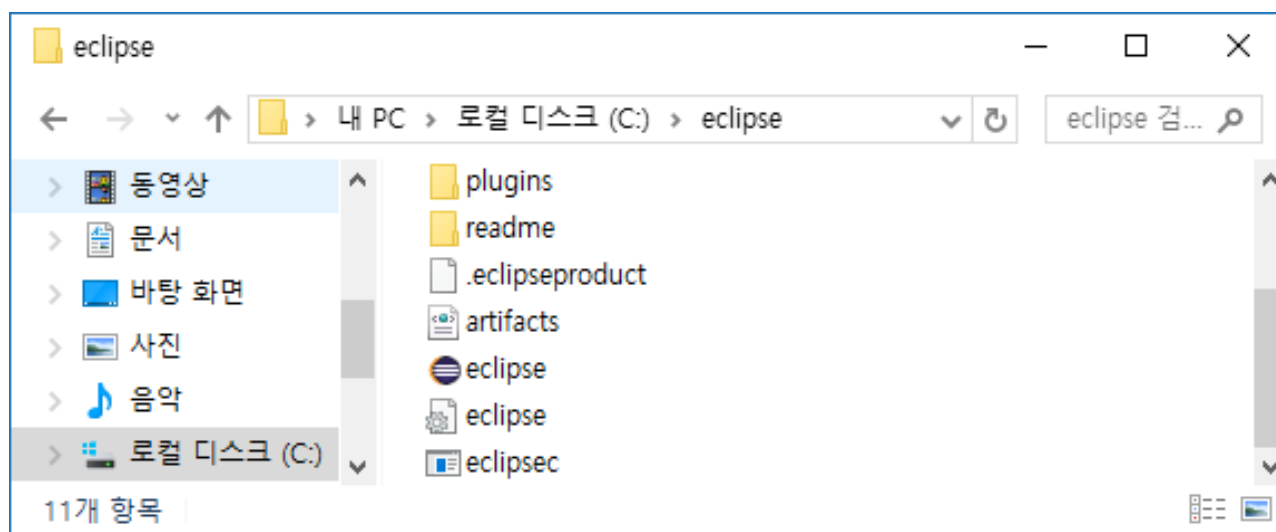 eclipse
내 PC > 로컬 디스크 (C:) > eclipse
eclipse 검...
동영상
문서
바탕 화면
사진
음악
로컬 디스크 (C:)
plugins
readme
.eclipseproduct
artifacts
eclipse
eclipse
eclipsec
11개 항목